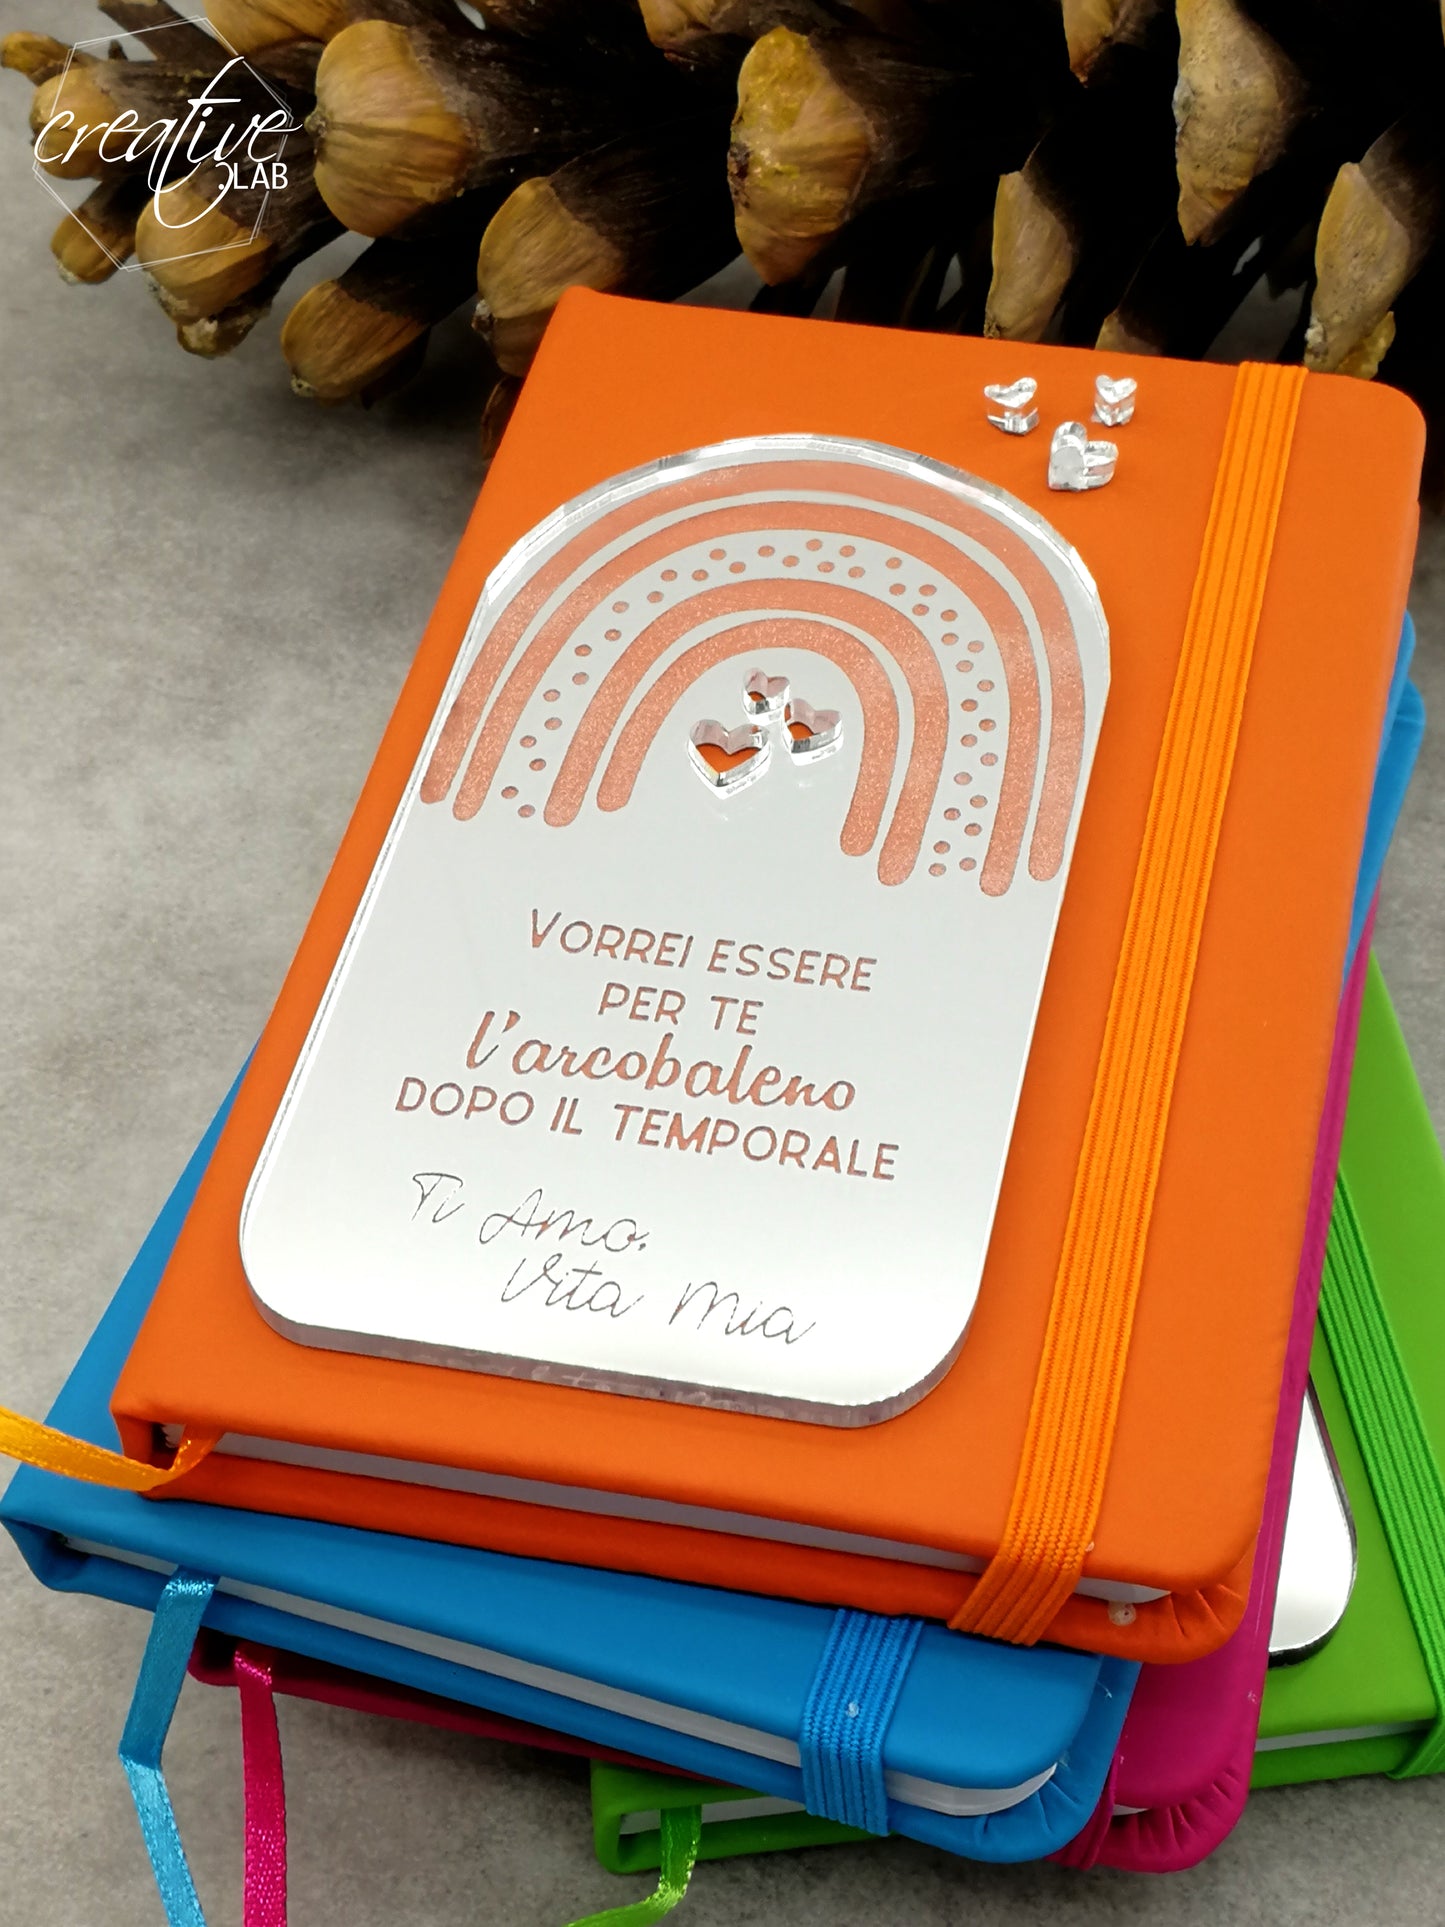 creative
.LAB
VORREI ESSERE
PER TE
l'arcobaleno
DOPO IL TEMPORALE
Ti Amo.
Vita Mia